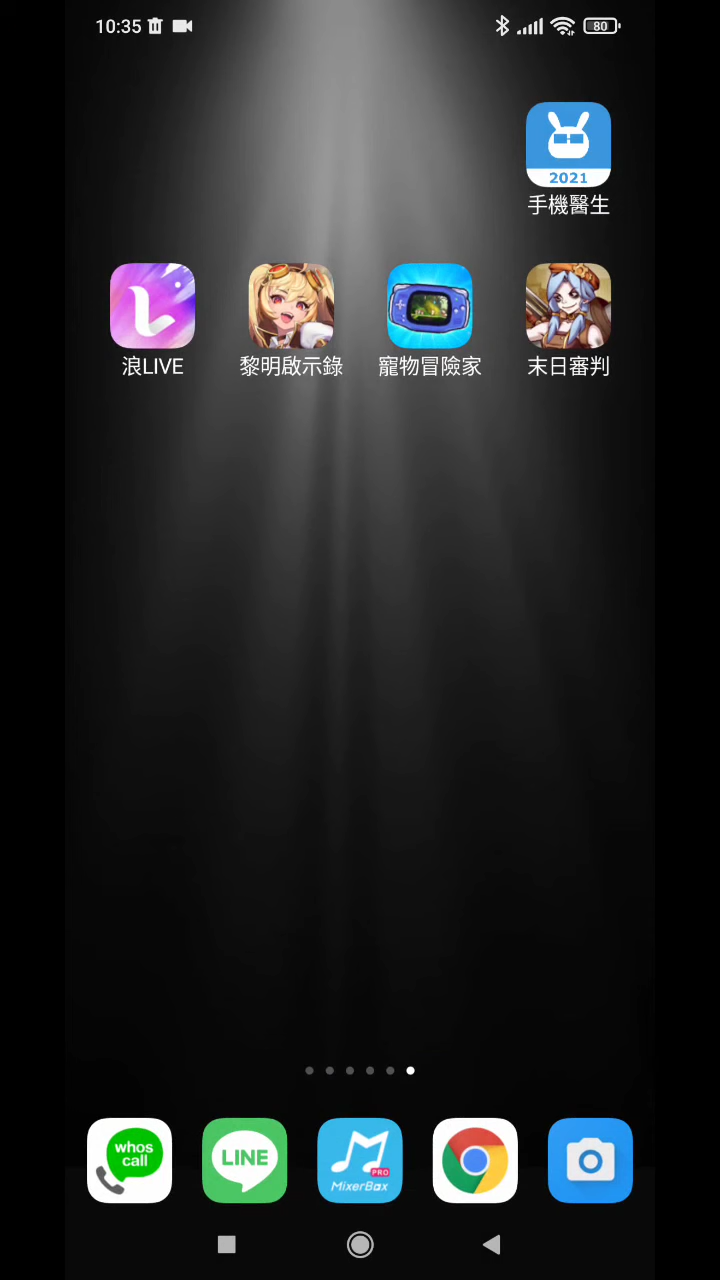 10:35
80
2021
手機醫生
浪LIVE
黎明啟示錄
寵物冒險家
末日審判
whos
call
LINE
PRO
MixerBox